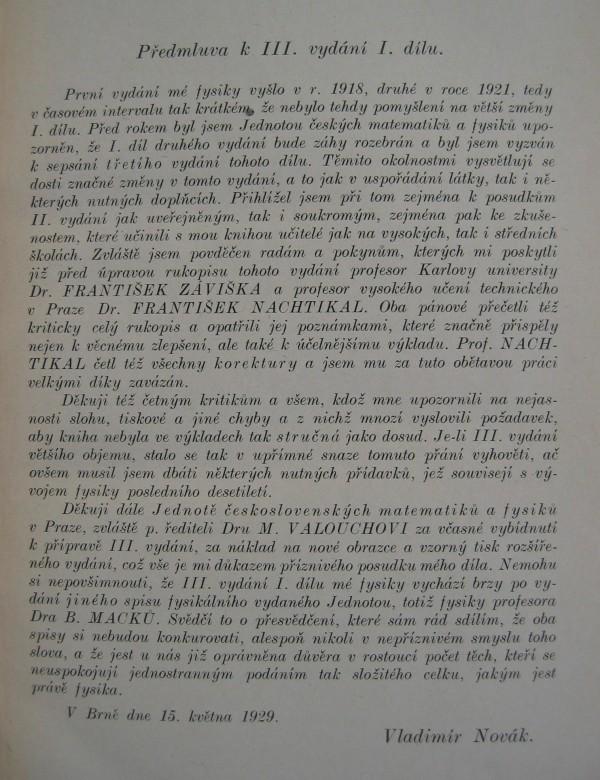 Předmluva k III. vydání I. dílu.
První vydání mé fysiky vyšlo v r. 1918, druhé v roce 1921, tedy
v časovém intervalu tak krátkém, že nebylo tehdy pomyšlení na větší změny
I. dílu. Před rokem byl jsem Jednotou českých matematiků a fysiků upo-
zorněn, že I. díl druhého vydání bude záhy rozebrán a byl jsem vyzván
k sepsání třetího vydání tohoto dílu. Těmito okolnostmi vysvětlují se
dosti značné změny v tomto vydání, a to jak v uspořádání látky, tak i ně-
kterých nutných doplňcích. Přihlížel jsem při tom zejména k posudkům
II. vydání jak uveřejněným, tak i soukromým, zejména pak ke zkuše-
nostem, které učinili s mou knihou učitelé jak na vysokých, tak i středních
školách. Zvláště jsem povděčen radám a pokynům, kterých mi poskytli
již před úpravou rukopisu tohoto vydání profesor Karlovy university
Dr. FRANTIŠEK ZÁVIŠKA a profesor vysokého učení technického
v Praze Dr. FRANTIŠEK NACHTIKAL. Oba pánové přečetli též
kriticky celý rukopis a opatřili jej poznámkami, které značně přispěly
nejen k věcnému zlepšení, ale také k účelnějšímu výkladu. Prof. NACH-
TIKAL četl též všechny korektury a jsem mu za tuto obětavou práci
velkými díky zavázán.
Děkuji též četným kritikům a všem, kdož mne upozornili na nejas-
nosti slohu, tiskové a jiné chyby a z nichž mnozí vyslovili požadavek,
aby kniha nebyla ve výkladech tak stručná jako dosud. Je-li III. vydání
většího objemu, stalo se tak v upřímné snaze tomuto přání vyhověti, ač
ovšem musil jsem dbáti některých nutných přídavků, jež souvisejí s vý-
vojem fysiky posledního desetiletí.
Děkuji dále Jednotě československých matematiků a fysiků
v Praze, zvláště p. řediteli Dru M. VALOUCHOVI za včasné vybídnutí
k přípravě III. vydání, za náklad na nové obrazce a vzorný tisk rozšíře-
ného vydání, což vše je mi důkazem příznivého posudku mého díla. Nemohu
si nepovšimnouti, že III. vydání I. dílu mé fysiky vychází brzy po vy-
dání jiného spisu fysikálního vydaného Jednotou, totiž fysiky profesora
Dra B. MACKŮ. Svědčí to o přesvědčení, které sám rád sdílím, že oba
spisy si nebudou konkurovati, alespoň nikoli v nepříznivém smyslu toho
slova, a že jest u nás již oprávněna důvěra v rostoucí počet těch, kteří se
neuspokojují jednostranným podáním tak složitého celku, jakým jest
právě fysika.
V Brně dne 15. května 1929.
Vladimír Novák.